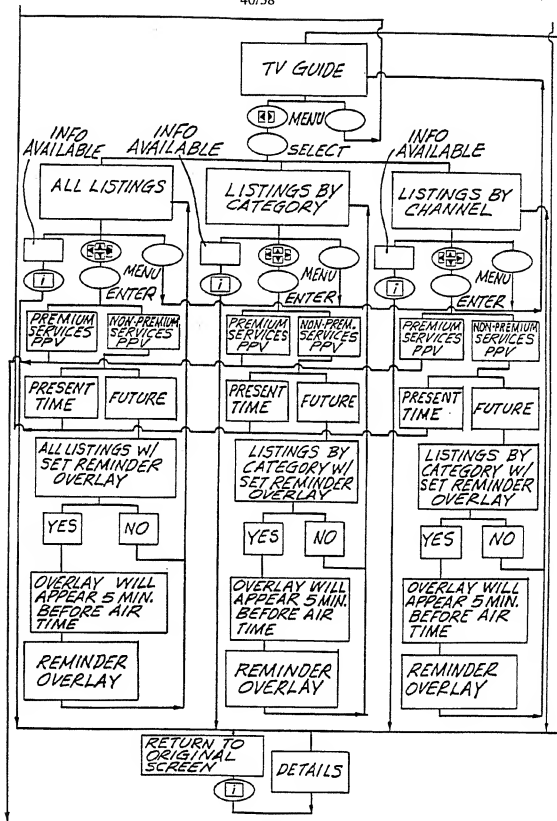 40/58
TV GUIDE
MENU
SELECT
INFO
AVAILABLE
INFO
AVAILABLE
INFO
AVAILABLE
ALL LISTINGS
LISTINGS BY
CATEGORY
LISTINGS BY
CHANNEL
i
MENU
ENTER
i
MENU
ENTER
i
MENU
ENTER
PREMIUM
SERVICES
PPV
NON-PREMIUM
SERVICES
PPV
PREMIUM
SERVICES
PPV
NON-PREM.
SERVICES
PPV
PREMIUM
SERVICES
PPV
NON-PREMIUM
SERVICES
PPV
PRESENT
TIME
FUTURE
PRESENT
TIME
FUTURE
PRESENT
TIME
FUTURE
ALL LISTINGS W/
SET REMINDER
OVERLAY
LISTINGS BY
CATEGORY W/
SET REMINDER
OVERLAY
LISTINGS BY
CATEGORY W/
SET REMINDER
OVERLAY
YES
NO
YES
NO
YES
NO
OVERLAY WILL
APPEAR 5 MIN.
BEFORE AIR
TIME
OVERLAY WILL
APPEAR 5 MIN.
BEFORE AIR
TIME
OVERLAY WILL
APPEAR 5 MIN.
BEFORE AIR
TIME
REMINDER
OVERLAY
REMINDER
OVERLAY
REMINDER
OVERLAY
RETURN TO
ORIGINAL
SCREEN
i
DETAILS